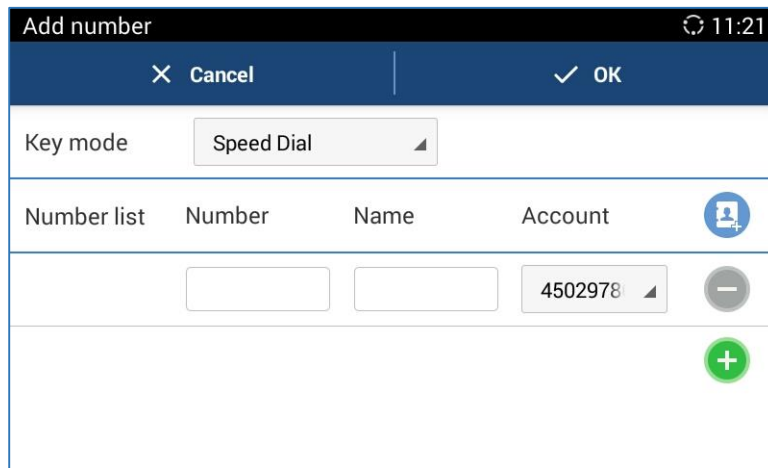 Add number 11:21
Cancel OK
Key mode Speed Dial
Number list Number Name Account
4502978